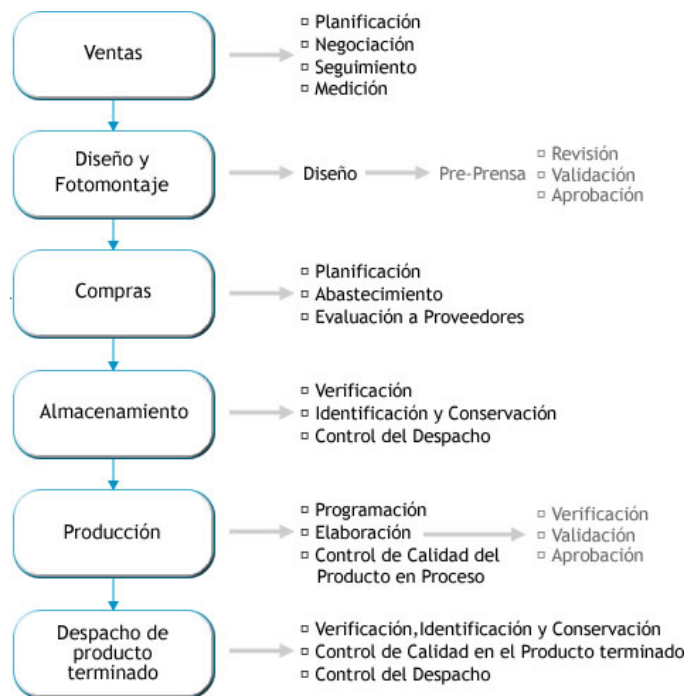 Ventas
▫ Planificación
▫ Negociación
▫ Seguimiento
▫ Medición
Diseño y
Fotomontaje
Diseño
Pre-Prensa
▫ Revisión
▫ Validación
▫ Aprobación
Compras
▫ Planificación
▫ Abastecimiento
▫ Evaluación a Proveedores
Almacenamiento
▫ Verificación
▫ Identificación y Conservación
▫ Control del Despacho
Producción
▫ Programación
▫ Elaboración
▫ Control de Calidad del
Producto en Proceso
▫ Verificación
▫ Validación
▫ Aprobación
Despacho de
producto
terminado
▫ Verificación,Identificación y Conservación
▫ Control de Calidad en el Producto terminado
▫ Control del Despacho